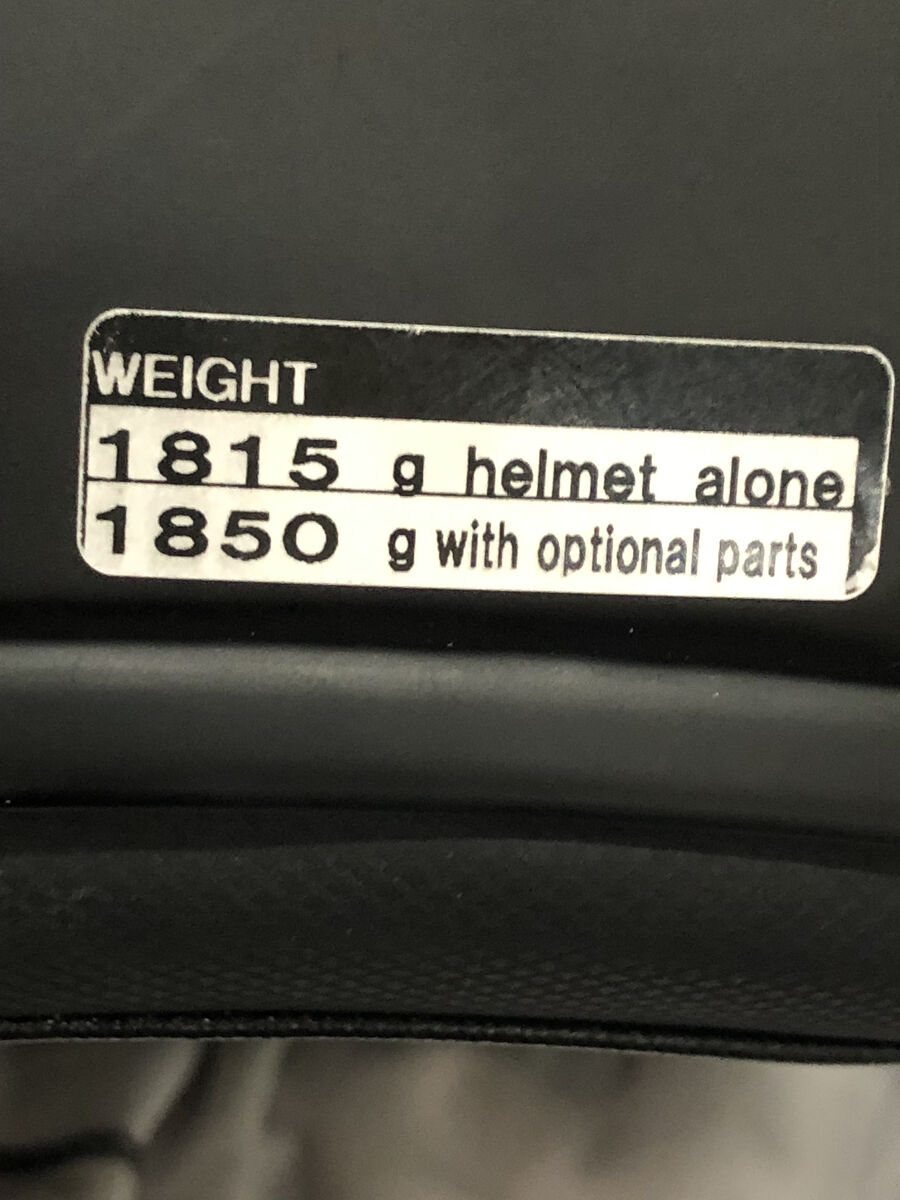 WEIGHT
1815 g helmet alone
1850 g with optional parts